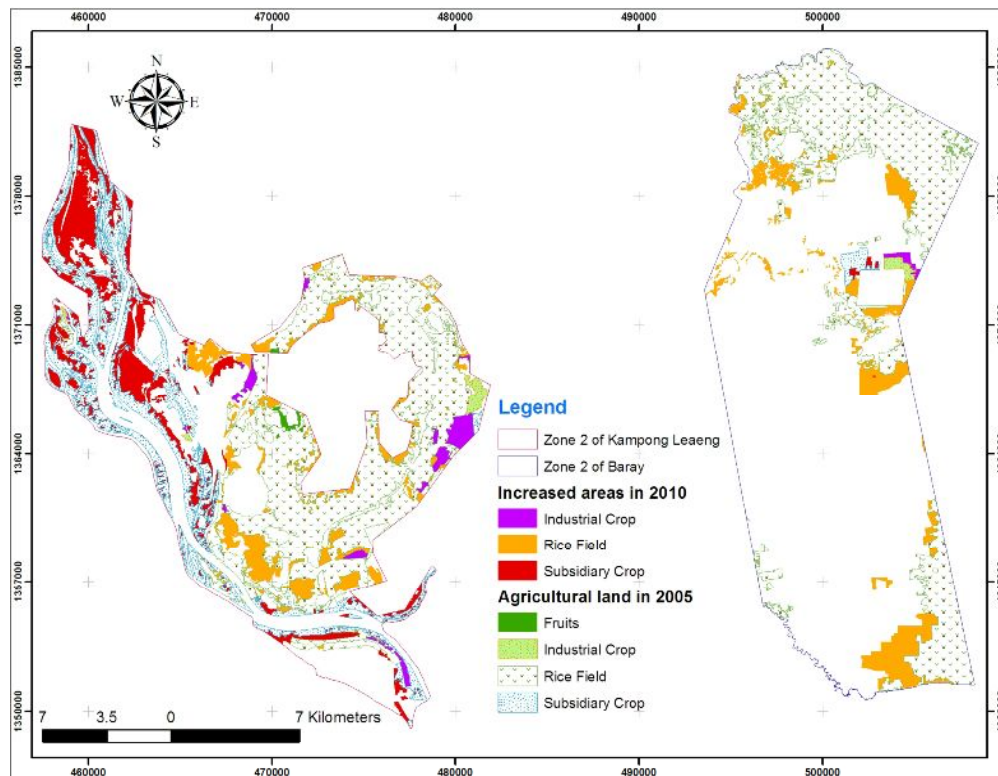 460000 470000 480000 490000 500000
1385000
1378000
1371000
1364000
1357000
1350000
N
W E
S
Legend
Zone 2 of Kampong Leaeng
Zone 2 of Baray
Increased areas in 2010
Industrial Crop
Rice Field
Subsidiary Crop
Agricultural land in 2005
Fruits
Industrial Crop
Rice Field
Subsidiary Crop
7 3.5 0 7 Kilometers
460000 470000 480000 490000 500000